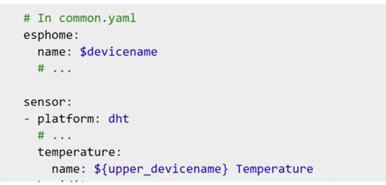 # In common.yaml
esphome:
  name: $devicename
  # ...

sensor:
- platform: dht
  # ...
  temperature:
    name: ${upper_devicename} Temperature